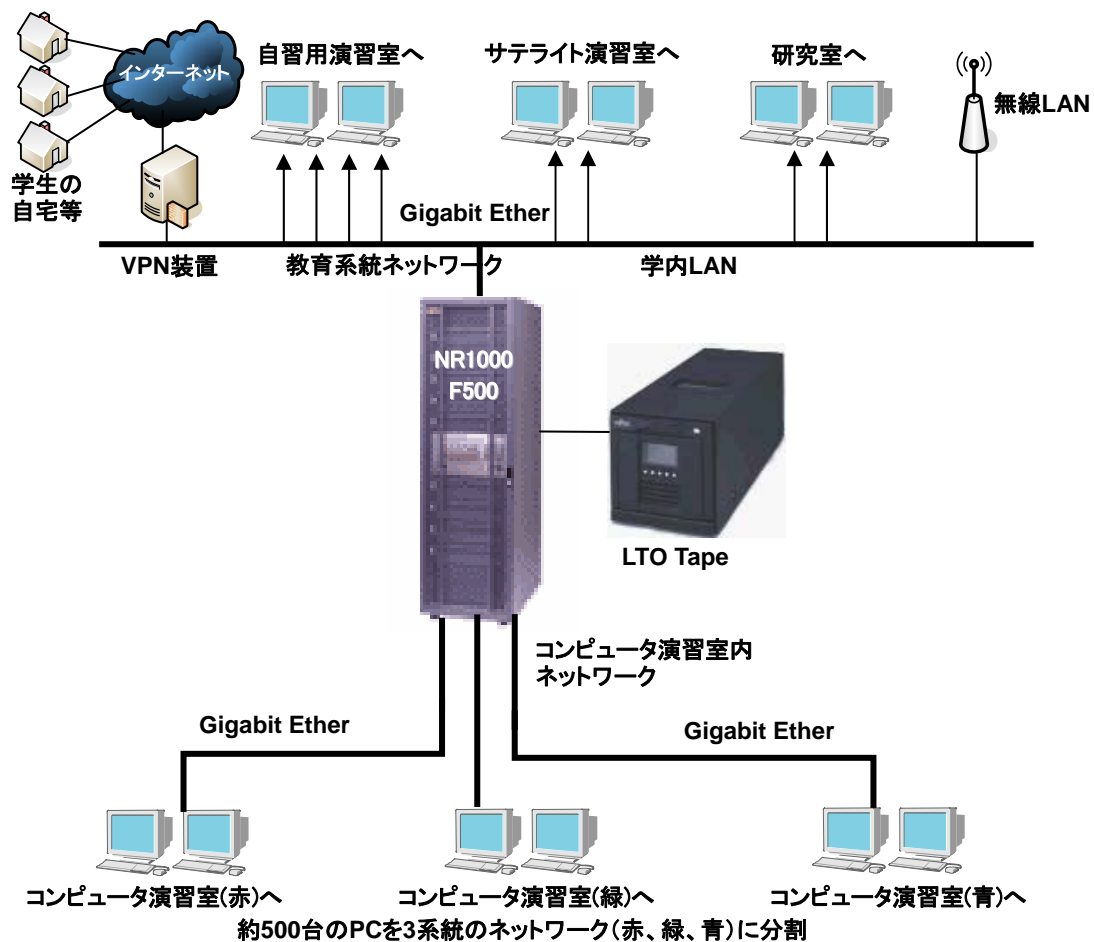 インターネット
自習用演習室へ
サテライト演習室へ
研究室へ
無線LAN
学生の
自宅等
Gigabit Ether
VPN装置
教育系統ネットワーク
学内LAN
NR1000
F500
LTO Tape
コンピュータ演習室内
ネットワーク
Gigabit Ether
Gigabit Ether
コンピュータ演習室(赤)へ
コンピュータ演習室(緑)へ
コンピュータ演習室(青)へ
約500台のPCを3系統のネットワーク(赤、緑、青)に分割